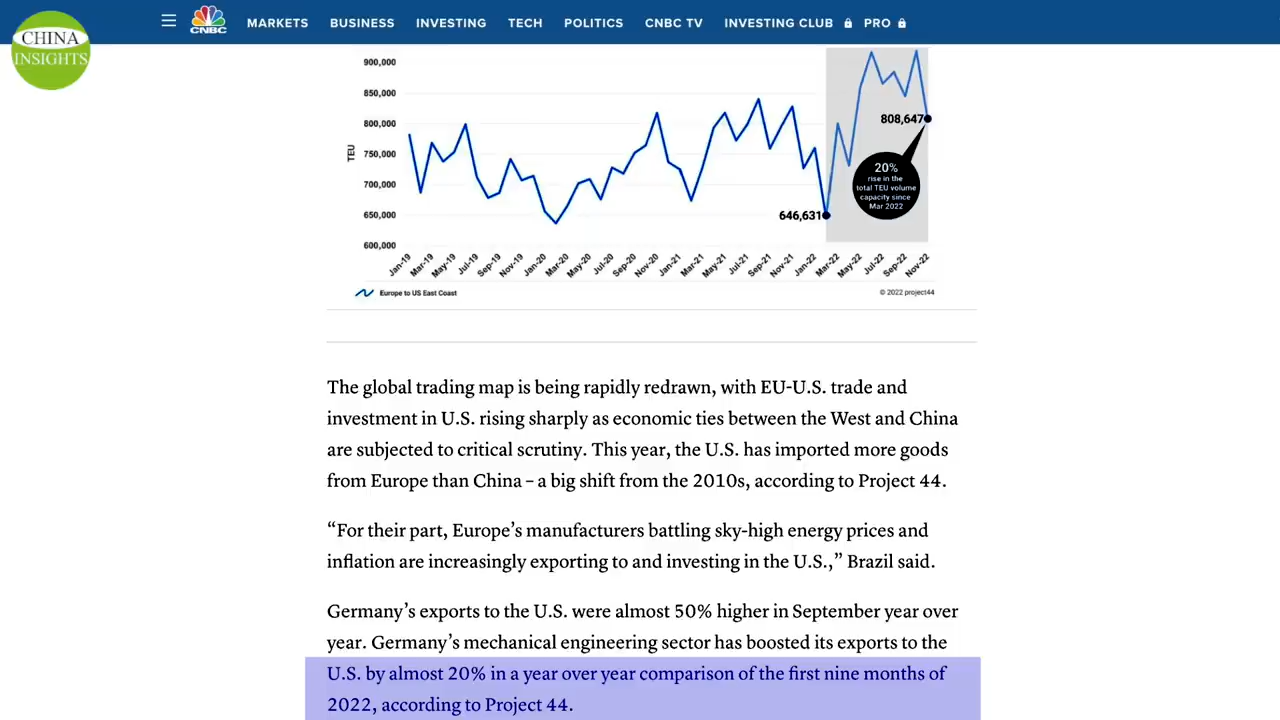 MARKETS BUSINESS INVESTING TECH POLITICS CNBC TV INVESTING CLUB PRO
CNBC
CHINA
INSIGHTS
900,000
850,000
800,000
750,000
700,000
650,000
600,000
TEU
808,647
20%
rise in the
total TEU volume
capacity since
Mar 2022
646,631
Jan-19 Mar-19 May-19 Jul-19 Sep-19 Nov-19 Jan-20 Mar-20 May-20 Jul-20 Sep-20 Nov-20 Jan-21 Mar-21 May-21 Jul-21 Sep-21 Nov-21 Jan-22 Mar-22 May-22 Jul-22 Sep-22 Nov-22
Europe to US East Coast
© 2022 project44
The global trading map is being rapidly redrawn, with EU-U.S. trade and
investment in U.S. rising sharply as economic ties between the West and China
are subjected to critical scrutiny. This year, the U.S. has imported more goods
from Europe than China – a big shift from the 2010s, according to Project 44.
“For their part, Europe’s manufacturers battling sky-high energy prices and
inflation are increasingly exporting to and investing in the U.S.,” Brazil said.
Germany’s exports to the U.S. were almost 50% higher in September year over
year. Germany’s mechanical engineering sector has boosted its exports to the
U.S. by almost 20% in a year over year comparison of the first nine months of
2022, according to Project 44.